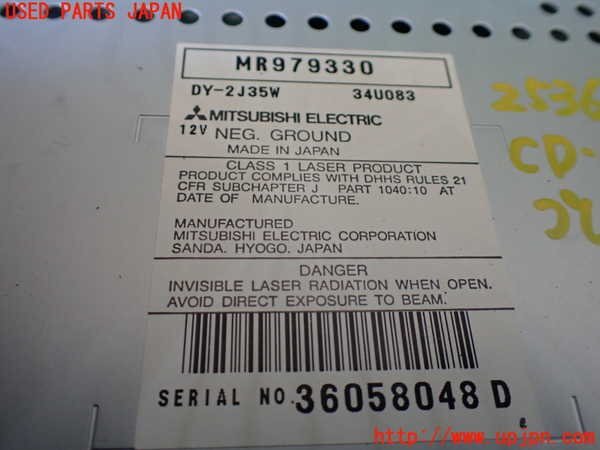 USED PARTS JAPAN
MR979330
DY-2J35W 34U083
MITSUBISHI ELECTRIC
12V NEG. GROUND
MADE IN JAPAN
CLASS 1 LASER PRODUCT
PRODUCT COMPLIES WITH DHHS RULES 21
CFR SUBCHAPTER J PART 1040:10 AT
DATE OF MANUFACTURE.
MANUFACTURED
MITSUBISHI ELECTRIC CORPORATION
SANDA. HYOGO. JAPAN
DANGER
INVISIBLE LASER RADIATION WHEN OPEN.
AVOID DIRECT EXPOSURE TO BEAM.
SERIAL NO. 36058048 D
2536
CD-
http://www.upjpn.com